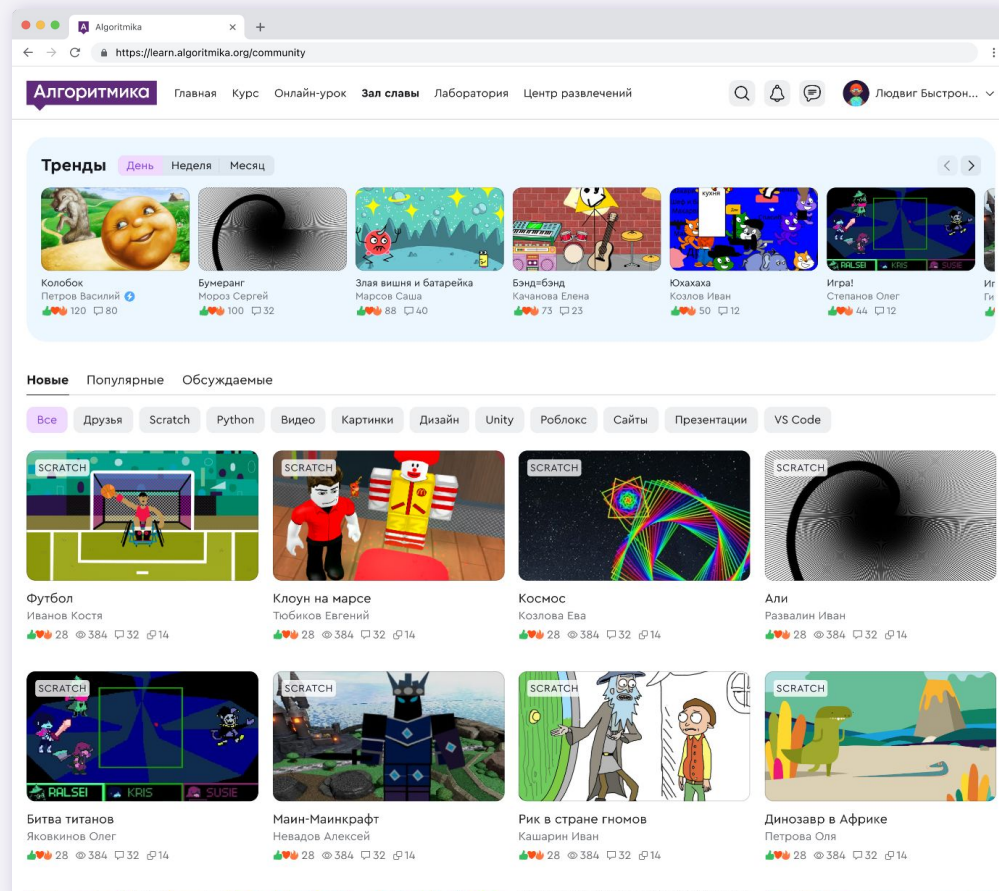 Algoritmika
https://learn.algoritmika.org/community
Алгоритмика Главная Курс Онлайн-урок Зал славы Лаборатория Центр развлечений Людвиг Быстрон...
Тренды День Неделя Месяц
кухня
RALSEI KRIS SUSIE
Колобок Бумеранг Злая вишня и батарейка Бэнд=бэнд Юхахаха Игра! Иг
Петров Василий Мороз Сергей Марсов Саша Качанова Елена Козлов Иван Степанов Олег Ги
120 80 100 32 88 40 73 23 50 12 44 12
Новые Популярные Обсуждаемые
Все Друзья Scratch Python Видео Картинки Дизайн Unity Роблокс Сайты Презентации VS Code
SCRATCH SCRATCH SCRATCH SCRATCH
Футбол Клоун на марсе Космос Али
Иванов Костя Тюбиков Евгений Козлова Ева Развалин Иван
28 384 32 14 28 384 32 14 28 384 32 14 28 384 32 14
SCRATCH SCRATCH SCRATCH SCRATCH
RALSEI KRIS SUSIE
Битва титанов Маин-Маинкрафт Рик в стране гномов Динозавр в Африке
Яковкинов Олег Невадов Алексей Кашарин Иван Петрова Оля
28 384 32 14 28 384 32 14 28 384 32 14 28 384 32 14